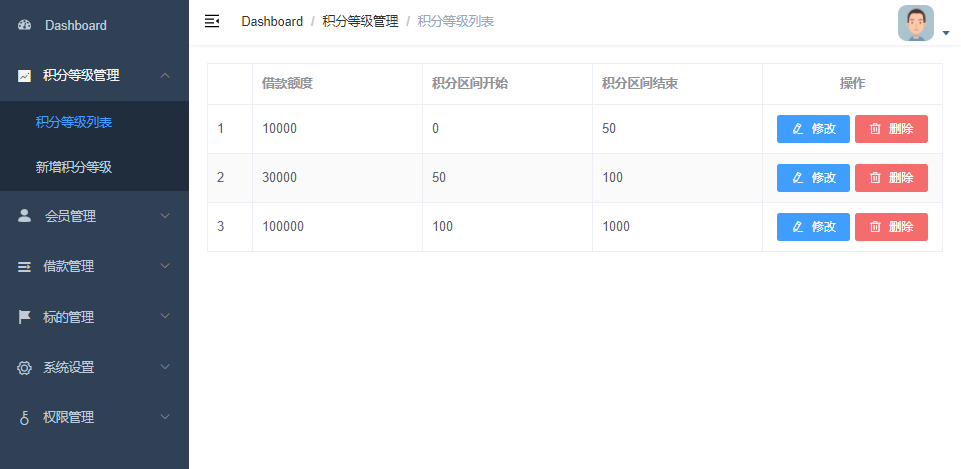 Dashboard
积分等级管理
积分等级列表
新增积分等级
会员管理
借款管理
标的管理
系统设置
权限管理
Dashboard / 积分等级管理 / 积分等级列表
借款额度 积分区间开始 积分区间结束 操作
1 10000 0 50 修改 删除
2 30000 50 100 修改 删除
3 100000 100 1000 修改 删除